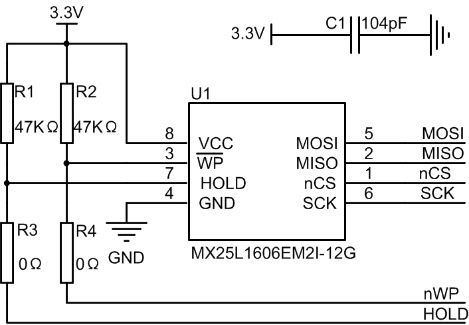 3.3V
3.3V
C1 104pF
R1
R2
U1
47KΩ
47KΩ
8 VCC MOSI 5 MOSI
3 WP MISO 2 MISO
7 HOLD nCS 1 nCS
4 GND SCK 6 SCK
R3
R4
0Ω
0Ω
GND
MX25L1606EM2I-12G
nWP
HOLD